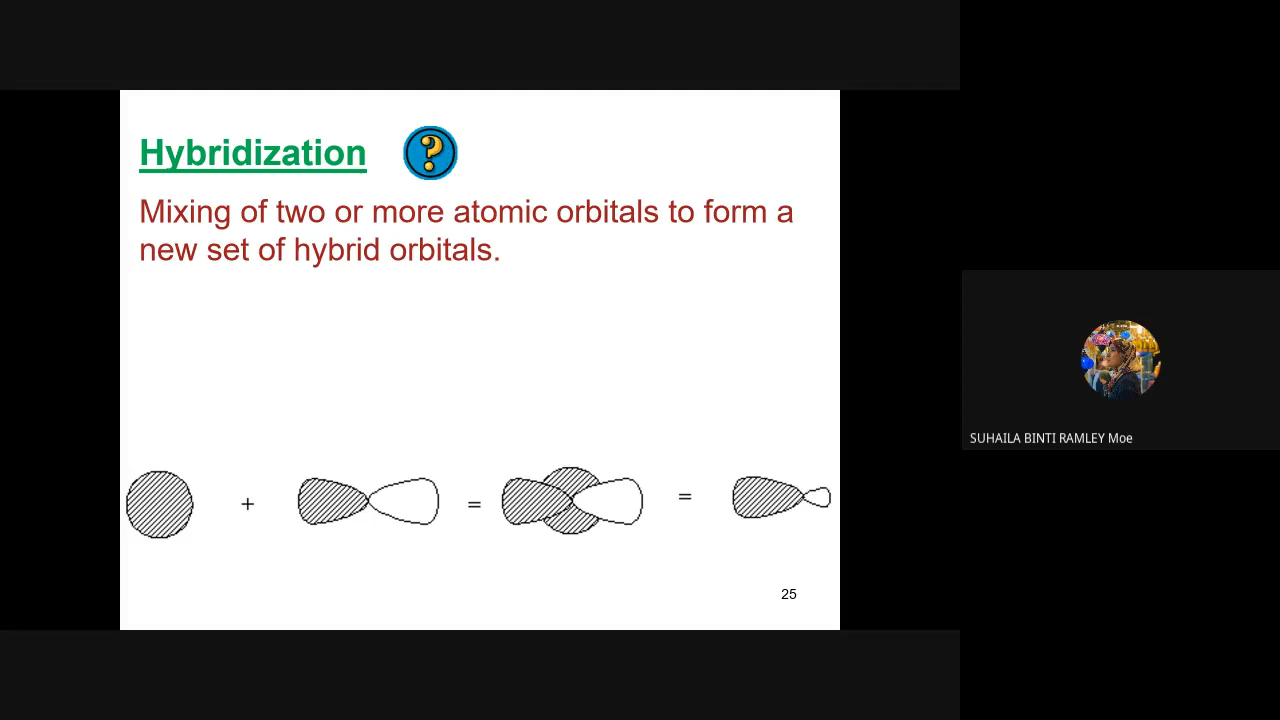 Hybridization
?
Mixing of two or more atomic orbitals to form a
new set of hybrid orbitals.
+ = =
25
SUHAILA BINTI RAMLEY Moe